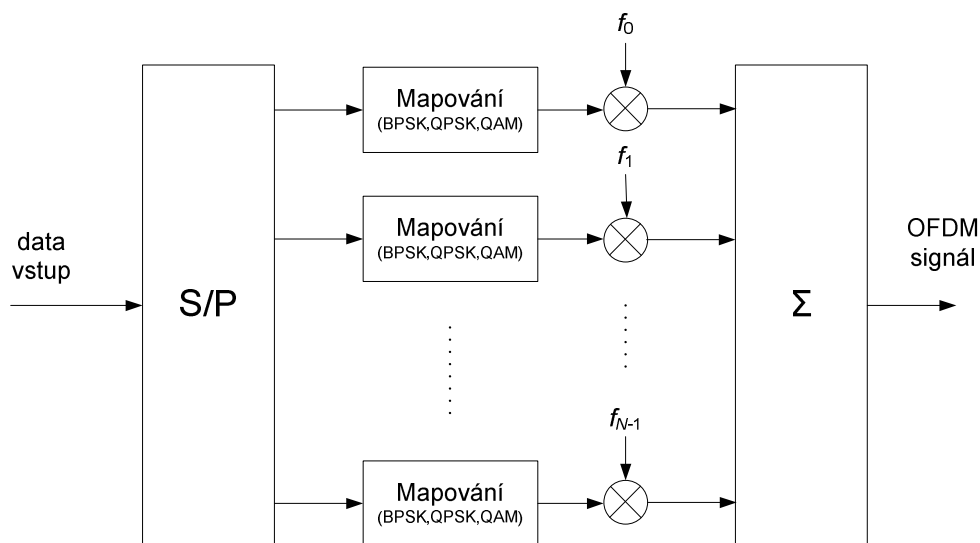 f0
Mapování
(BPSK,QPSK,QAM)
f1
Mapování
(BPSK,QPSK,QAM)
data
vstup
S/P
Σ
OFDM
signál
fN-1
Mapování
(BPSK,QPSK,QAM)